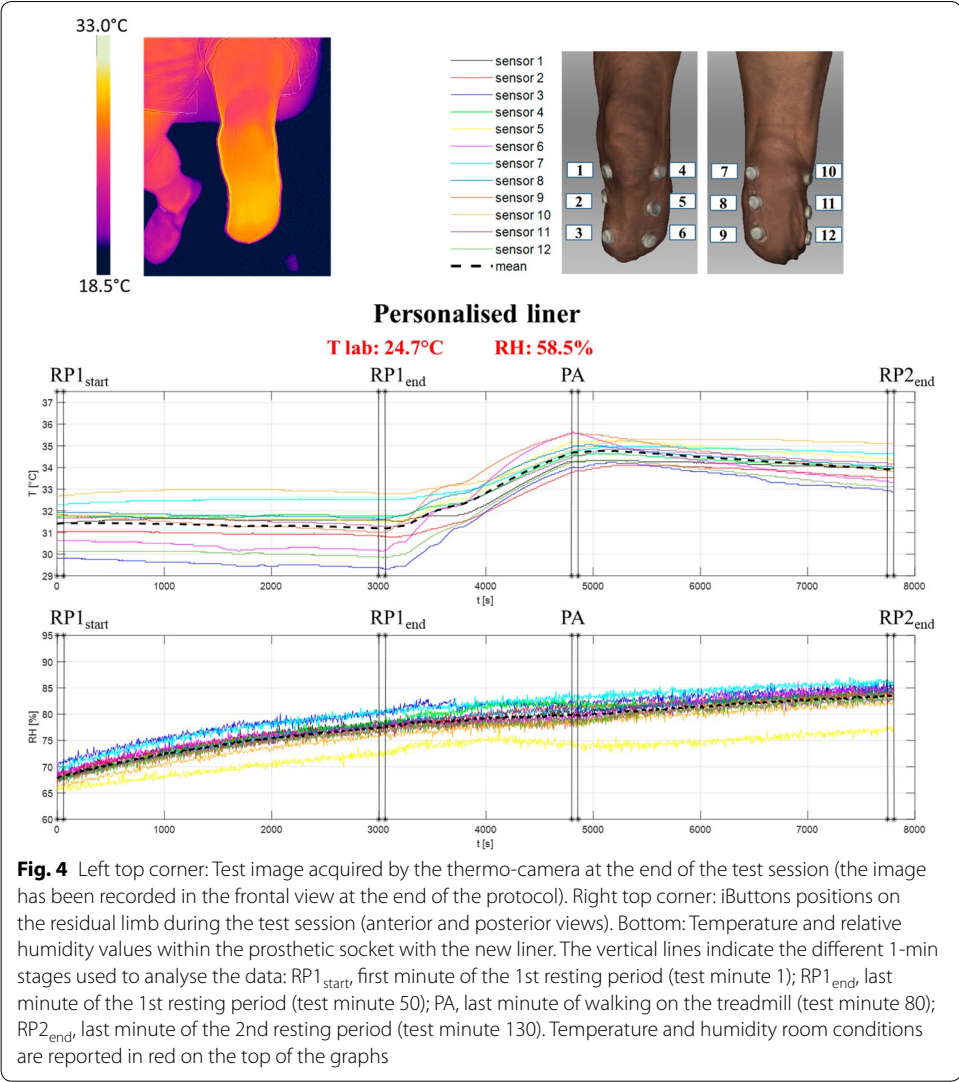 33.0°C
18.5°C
sensor 1
sensor 2
sensor 3
sensor 4
sensor 5
sensor 6
sensor 7
sensor 8
sensor 9
sensor 10
sensor 11
sensor 12
mean
1
4
2
5
3
6
7
10
8
11
9
12
Personalised liner
T lab: 24.7°C RH: 58.5%
RP1start RP1end PA RP2end
37
36
35
34
33
32
31
30
29
T [°C]
0 1000 2000 3000 4000 5000 6000 7000 8000
t [s]
RP1start RP1end PA RP2end
95
90
85
80
75
70
65
60
RH [%]
0 1000 2000 3000 4000 5000 6000 7000 8000
t [s]
Fig. 4 Left top corner: Test image acquired by the thermo-camera at the end of the test session (the image
has been recorded in the frontal view at the end of the protocol). Right top corner: iButtons positions on
the residual limb during the test session (anterior and posterior views). Bottom: Temperature and relative
humidity values within the prosthetic socket with the new liner. The vertical lines indicate the different 1-min
stages used to analyse the data: RP1start, first minute of the 1st resting period (test minute 1); RP1end, last
minute of the 1st resting period (test minute 50); PA, last minute of walking on the treadmill (test minute 80);
RP2end, last minute of the 2nd resting period (test minute 130). Temperature and humidity room conditions
are reported in red on the top of the graphs